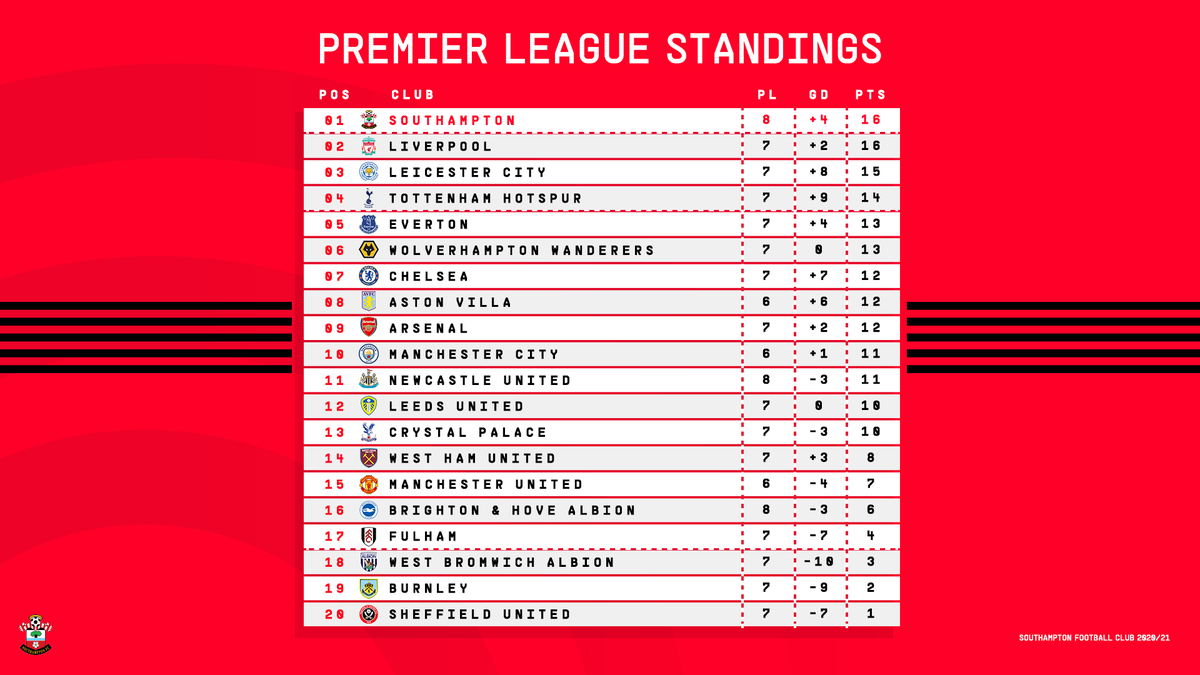 PREMIER LEAGUE STANDINGS
POS CLUB PL GD PTS
01 SOUTHAMPTON 8 +4 16
02 LIVERPOOL 7 +2 16
03 LEICESTER CITY 7 +8 15
04 TOTTENHAM HOTSPUR 7 +9 14
05 EVERTON 7 +4 13
06 WOLVERHAMPTON WANDERERS 7 0 13
07 CHELSEA 7 +7 12
08 ASTON VILLA 6 +6 12
09 ARSENAL 7 +2 12
10 MANCHESTER CITY 6 +1 11
11 NEWCASTLE UNITED 8 -3 11
12 LEEDS UNITED 7 0 10
13 CRYSTAL PALACE 7 -3 10
14 WEST HAM UNITED 7 +3 8
15 MANCHESTER UNITED 6 -4 7
16 BRIGHTON & HOVE ALBION 8 -3 6
17 FULHAM 7 -7 4
18 WEST BROMWICH ALBION 7 -10 3
19 BURNLEY 7 -9 2
20 SHEFFIELD UNITED 7 -7 1
SOUTHAMPTON FOOTBALL CLUB 2020/21